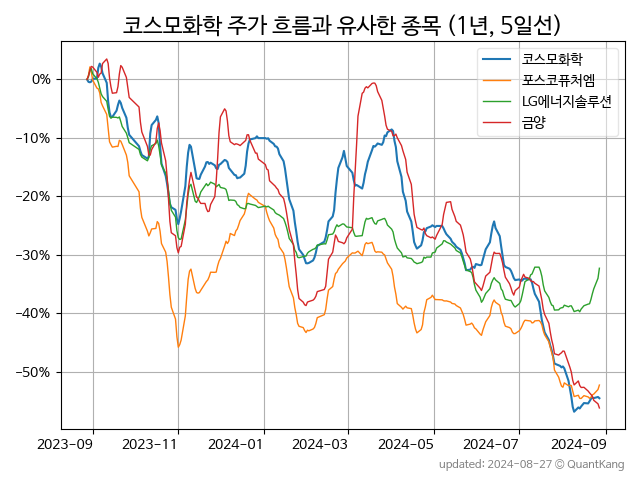 코스모화학 주가 흐름과 유사한 종목 (1년, 5일선)
코스모화학
포스코퓨처엠
LG에너지솔루션
금양
0%
−10%
−20%
−30%
−40%
−50%
2023-09 2023-11 2024-01 2024-03 2024-05 2024-07 2024-09
updated: 2024-08-27 © QuantKang